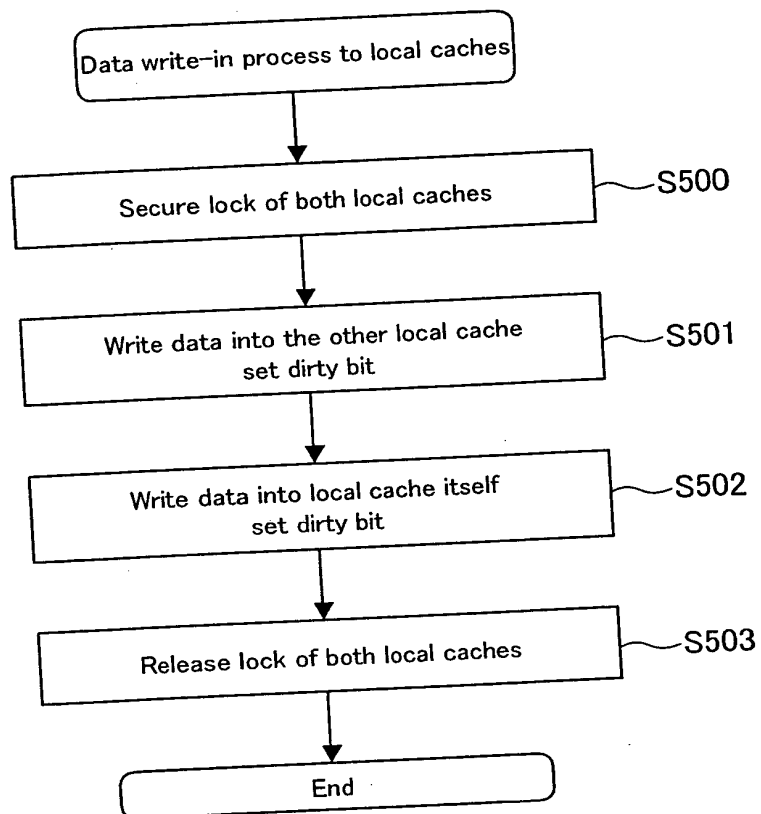 Data write-in process to local caches
Secure lock of both local caches
S500
Write data into the other local cache
set dirty bit
S501
Write data into local cache itself
set dirty bit
S502
Release lock of both local caches
S503
End